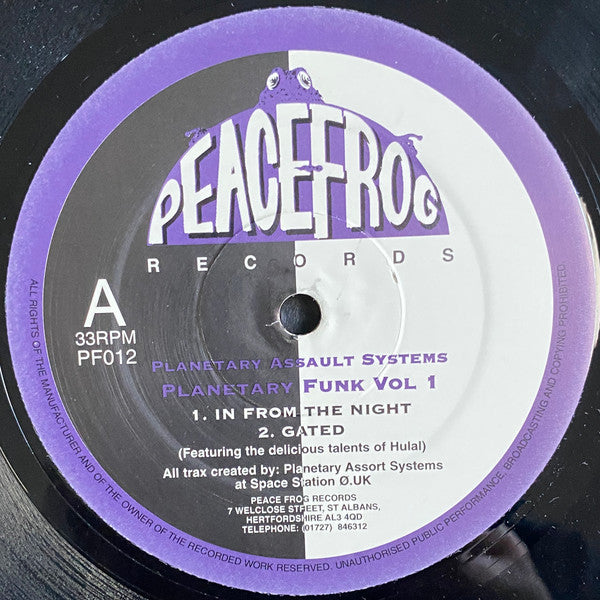 PEACEFROG
RECORDS
A
33RPM
PF012
PLANETARY ASSAULT SYSTEMS
PLANETARY FUNK VOL 1
1. IN FROM THE NIGHT
2. GATED
(Featuring the delicious talents of Hulal)
All trax created by: Planetary Assort Systems
at Space Station Ø.UK
PEACE FROG RECORDS
7 WELCLOSE STREET, ST ALBANS,
HERTFORDSHIRE AL3 4QD
TELEPHONE: (01727) 846312
ALL RIGHTS OF THE MANUFACTURER AND OF THE OWNER OF THE RECORDED WORK RESERVED. UNAUTHORISED PUBLIC PERFORMANCE, BROADCASTING AND COPYING PROHIBITED.